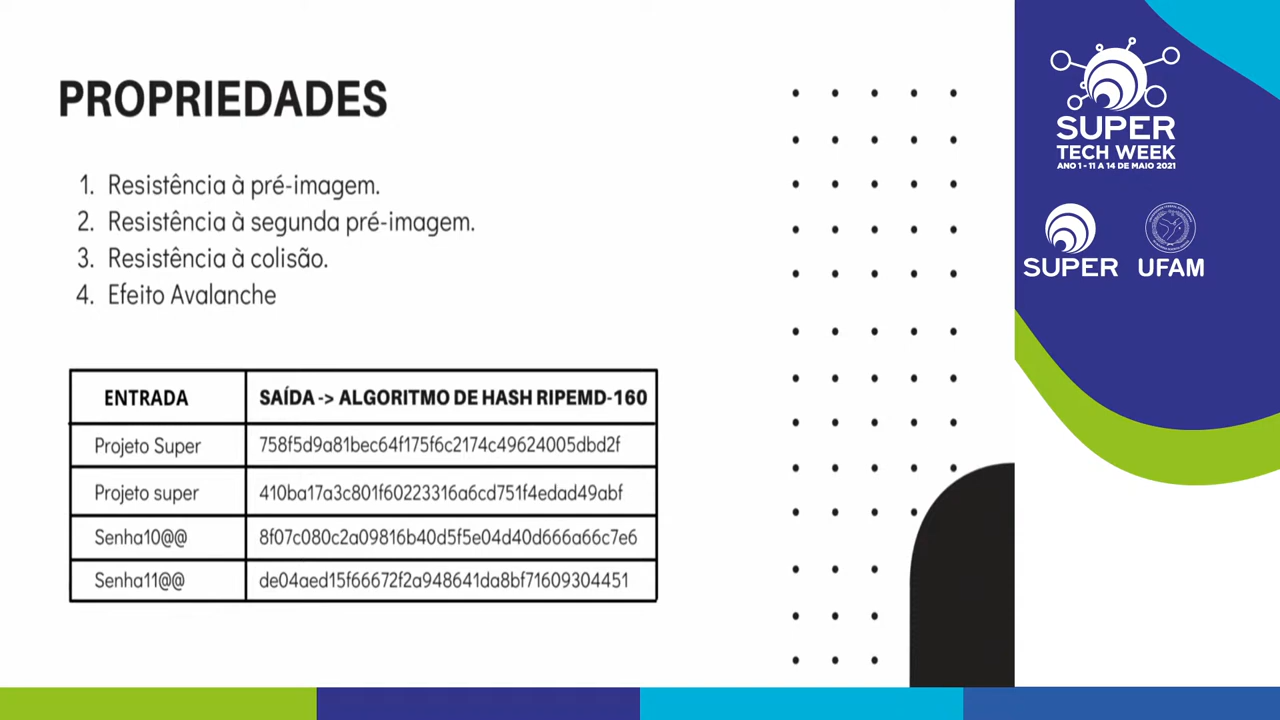 PROPRIEDADES
1. Resistência à pré-imagem.
2. Resistência à segunda pré-imagem.
3. Resistência à colisão.
4. Efeito Avalanche
ENTRADA SAÍDA -> ALGORITMO DE HASH RIPEMD-160
Projeto Super 758f5d9a81bec64f175f6c2174c49624005dbd2f
Projeto super 410ba17a3c801f60223316a6cd751f4edad49abf
Senha10@@ 8f07c080c2a09816b40d5f5e04d40d666a66c7e6
Senha11@@ de04aed15f66672f2a948641da8bf71609304451
SUPER
TECH WEEK
ANO 1 - 11 A 14 DE MAIO 2021
SUPER UFAM